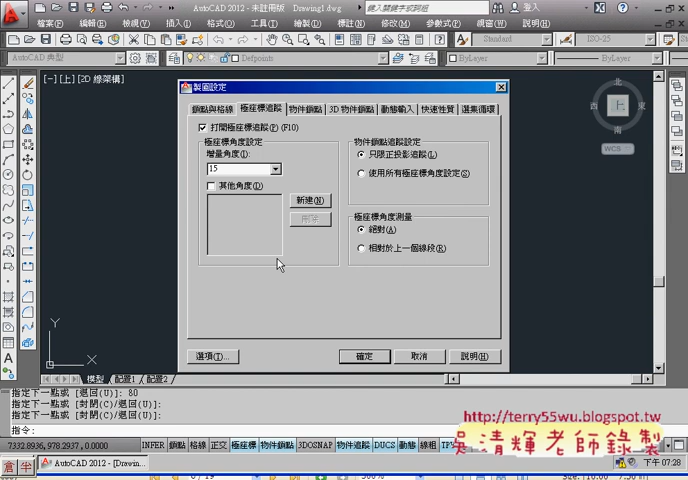 AutoCAD 2012 - 未註冊版 Drawing1.dwg
鍵入關鍵字或詞組
登入
檔案(F) 編輯(E) 檢視(V) 插入(I) 格式(O) 工具(T) 繪製(D) 標註(N) 修改(M) 參數式(P) 視窗(W) 說明(H)
Standard ISO-25
AutoCAD 典型 Defpoints ByLayer ByLayer
[-] [上] [2D 線架構]
北
西 上 東
南
WCS
製圖設定
鎖點與格線 極座標追蹤 物件鎖點 3D 物件鎖點 動態輸入 快速性質 選集循環
打開極座標追蹤(P) (F10)
極座標角度設定
增量角度(I):
15
其他角度(D)
新建(N)
刪除
物件鎖點追蹤設定
只限正投影追蹤(L)
使用所有極座標角度設定(S)
極座標角度測量
絕對(A)
相對於上一個線段(R)
選項(T)... 確定 取消 說明(H)
Y
X
模型 配置1 配置2
指定下一點或 [退回(U)]: 80
指定下一點或 [封閉(C)/退回(U)]:
指定下一點或 [封閉(C)/退回(U)]:
指令:
http://terry55wu.blogspot.tw
吳清輝老師錄製
7332.8936, 978.2937, 0.0000 INFER 鎖點 格線 正交 極座標 物件鎖點 3DOSNAP 物件追蹤 DUCS 動態 線粗
倉 半 AutoCAD 2012 - [Drawin... 下午 07:28